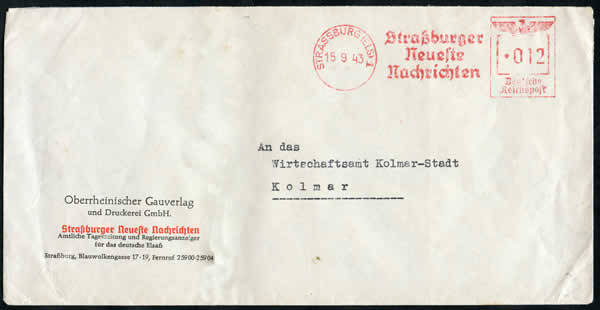 STRASSBURG (ELS) 1
15 9 43
Straßburger
Neueste
Nachrichten
012
Deutsche
Reichspost
An das
Wirtschaftsamt Kolmar-Stadt
Kolmar
Oberrheinischer Gauverlag
und Druckerei GmbH.
Straßburger Neueste Nachrichten
Amtliche Tageszeitung und Regierungsanzeiger
für das deutsche Elsaß
Straßburg, Blauwolkengasse 17-19, Fernruf 25900-25904